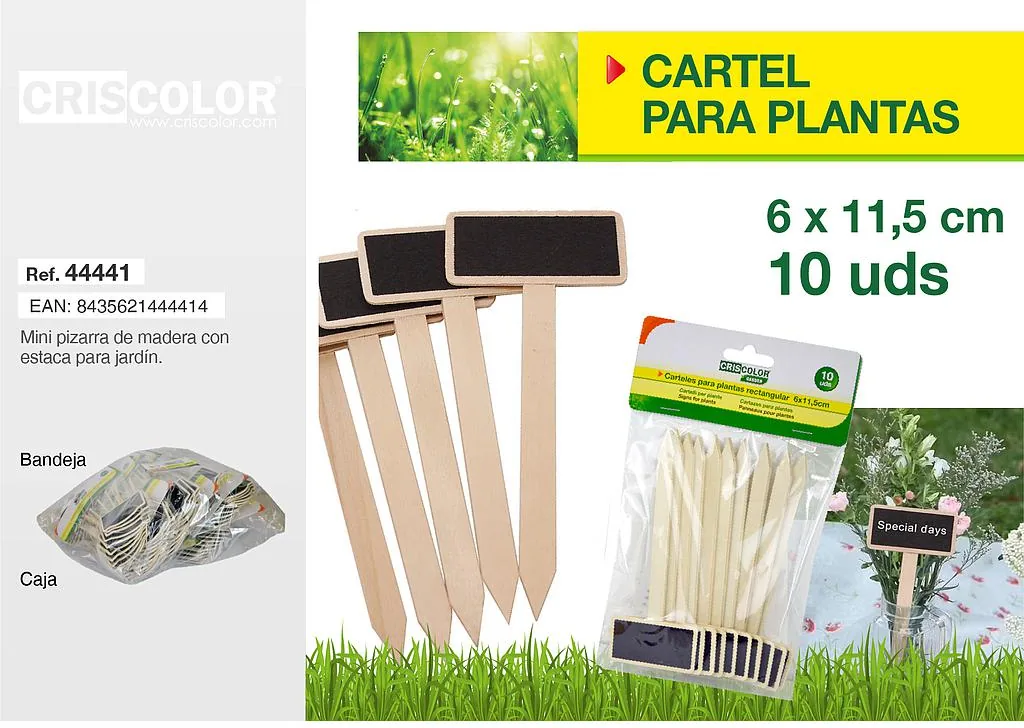 CRISCOLOR®
www.criscolor.com
Ref. 44441
EAN: 8435621444414
Mini pizarra de madera con
estaca para jardín.
Bandeja
Caja
CARTEL
PARA PLANTAS
6 x 11,5 cm
10 uds
CRISCOLOR
GARDEN
10
uds
Carteles para plantas rectangular 6x11,5cm
Cartelli per piante
Signs for plants
Cartazes para plantas
Panneaux pour plantes
Special days